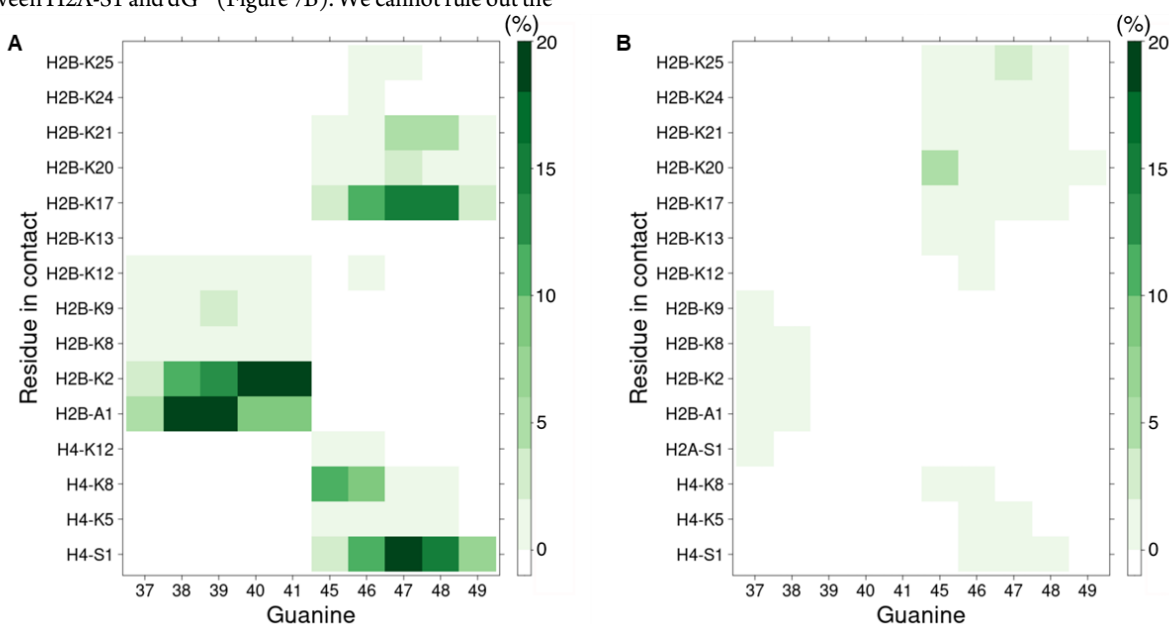 ween H2A-S1 and dG (Figure 7B). We cannot rule out the
A
(%)
H2B-K25
H2B-K24
H2B-K21
H2B-K20
H2B-K17
H2B-K13
H2B-K12
H2B-K9
H2B-K8
H2B-K2
H2B-A1
H4-K12
H4-K8
H4-K5
H4-S1
Residue in contact
37 38 39 40 41 45 46 47 48 49
Guanine
20
15
10
5
0
B
(%)
H2B-K25
H2B-K24
H2B-K21
H2B-K20
H2B-K17
H2B-K13
H2B-K12
H2B-K9
H2B-K8
H2B-K2
H2B-A1
H2A-S1
H4-K8
H4-K5
H4-S1
Residue in contact
37 38 39 40 41 45 46 47 48 49
Guanine
20
15
10
5
0